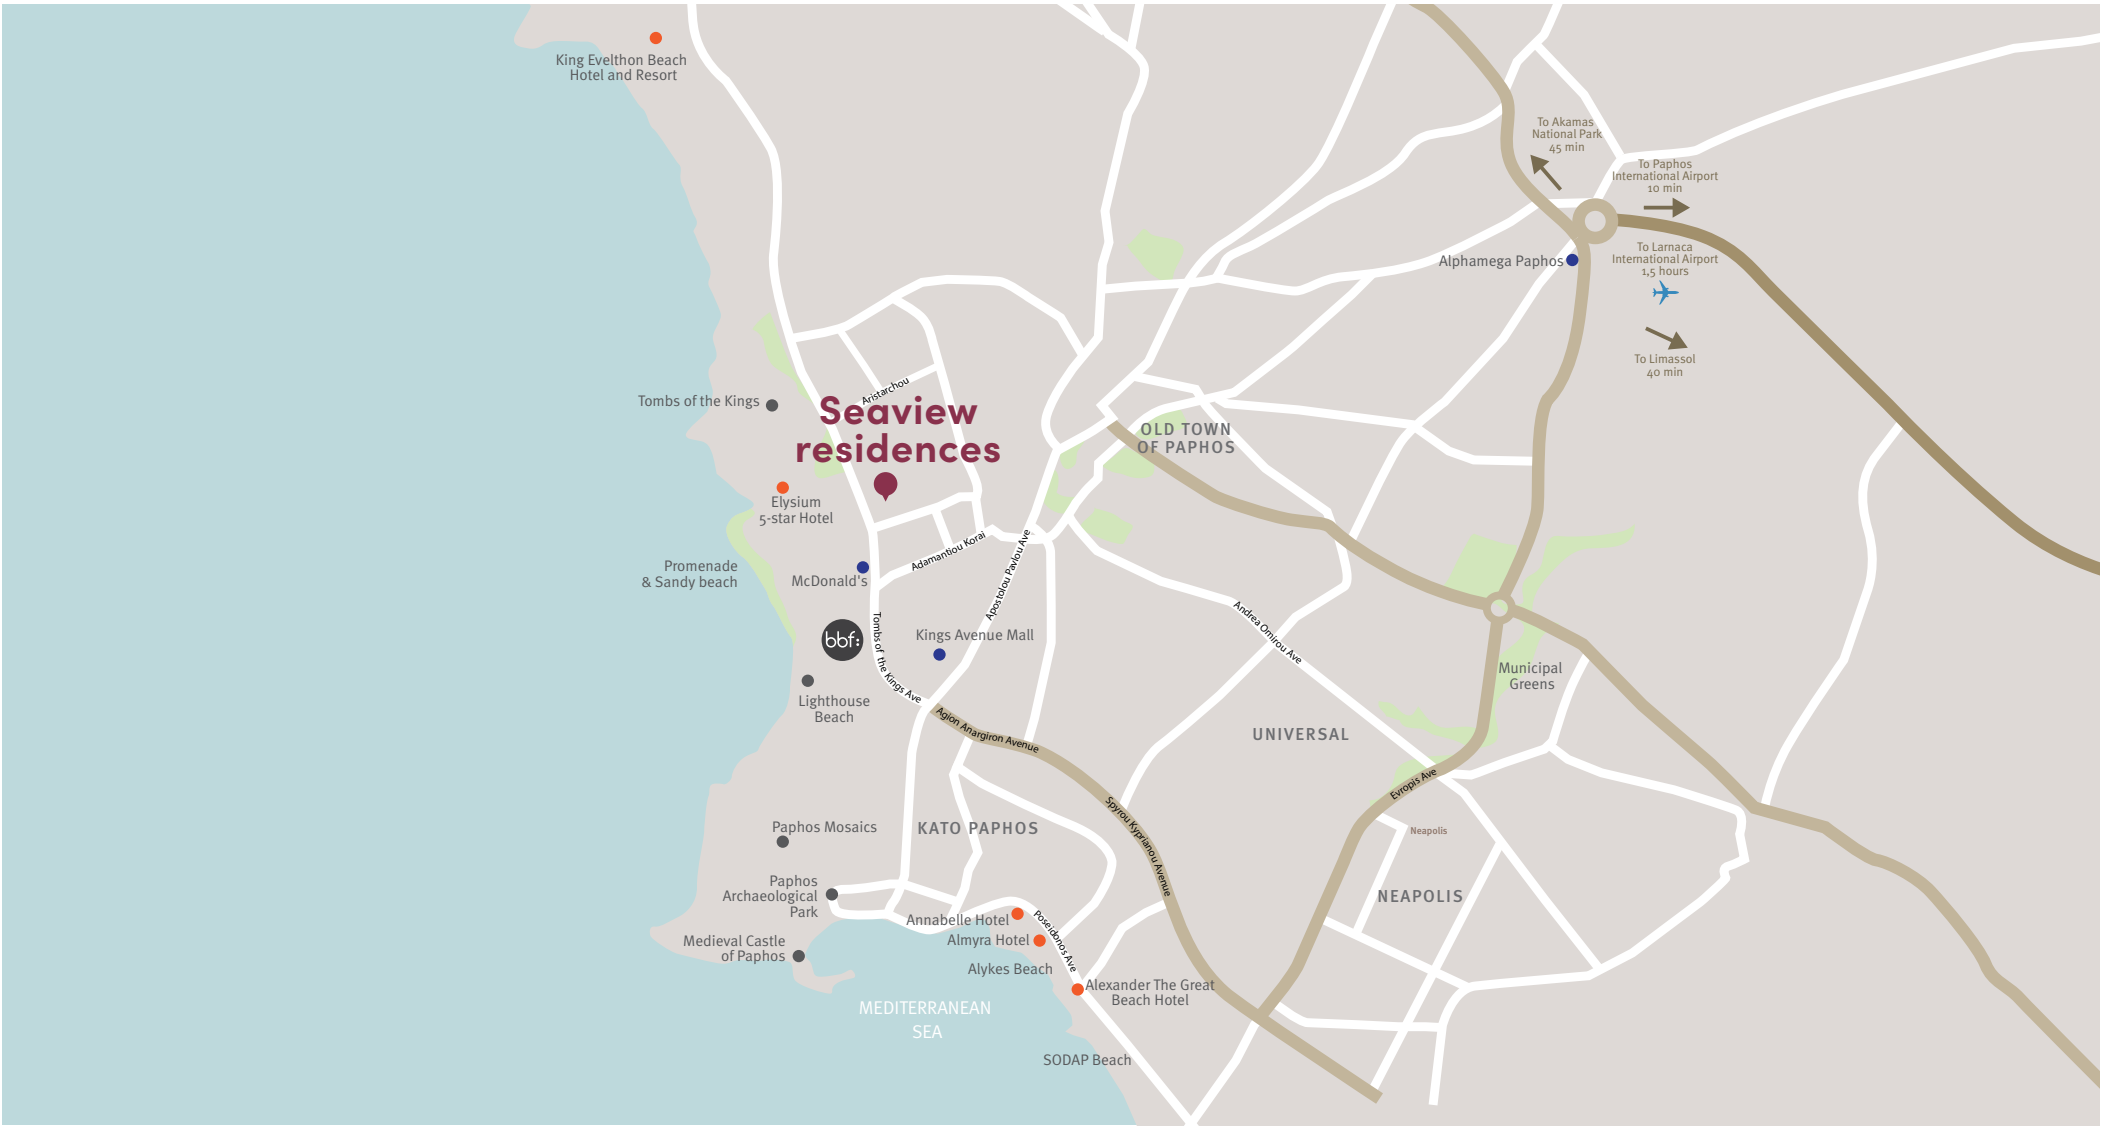 King Evelthon Beach
Hotel and Resort
To Akamas
National Park
45 min
To Paphos
International Airport
10 min
To Larnaca
International Airport
1,5 hours
Alphamega Paphos
To Limassol
40 min
Aristarchou
Tombs of the Kings
Seaview
residences
OLD TOWN
OF PAPHOS
Elysium
5-star Hotel
Adamantiou Korai
Apostolou Pavlou Ave
Promenade
& Sandy beach
McDonald's
bbf:
Tombs of the Kings Ave
Kings Avenue Mall
Andrea Omirou Ave
Municipal
Greens
Lighthouse
Beach
Agion Anargiron Avenue
UNIVERSAL
Evropis Ave
Spyrou Kyprianou Avenue
Paphos Mosaics
KATO PAPHOS
Neapolis
NEAPOLIS
Paphos
Archaeological
Park
Annabelle Hotel
Poseidonos Ave
Medieval Castle
of Paphos
Almyra Hotel
Alykes Beach
Alexander The Great
Beach Hotel
MEDITERRANEAN
SEA
SODAP Beach